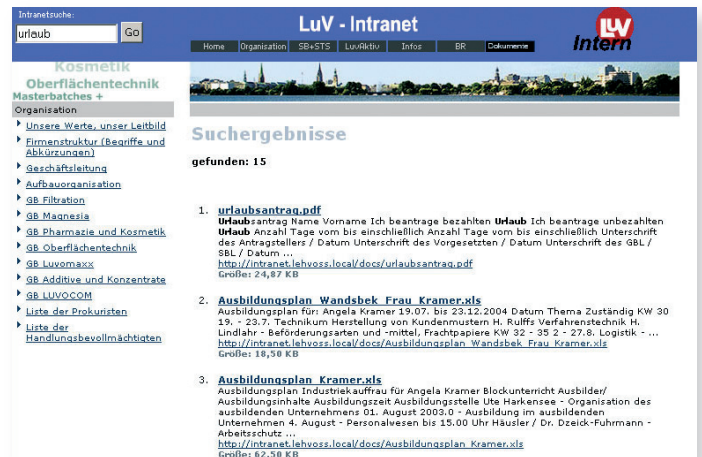 Intranetsuche:
urlaub Go
LuV - Intranet
LUV
Intern
Home Organisation SB+STS LuvAktiv Infos BR Dokumente
Kosmetik
Oberflächentechnik
Masterbatches +
Organisation
Unsere Werte, unser Leitbild
Firmenstruktur (Begriffe und
Abkürzungen)
Geschäftsleitung
Aufbauorganisation
GB Filtration
GB Magnesia
GB Pharmazie und Kosmetik
GB Oberflächentechnik
GB Luvomaxx
GB Additive und Konzentrate
GB LUVOCOM
Liste der Prokuristen
Liste der
Handlungsbevollmächtigten
Suchergebnisse
gefunden: 15
1. urlaubsantrag.pdf
Urlaubsantrag Name Vorname Ich beantrage bezahlten Urlaub Ich beantrage unbezahlten
Urlaub Anzahl Tage vom bis einschließlich Anzahl Tage vom bis einschließlich Unterschrift
des Antragstellers / Datum Unterschrift des Vorgesetzten / Datum Unterschrift des GBL /
SBL / Datum ...
http://intranet.lehvoss.local/docs/urlaubsantrag.pdf
Größe: 24,87 KB
2. Ausbildungsplan Wandsbek Frau Kramer.xls
Ausbildungsplan für: Angela Kramer 19.07. bis 23.12.2004 Datum Thema Zuständig KW 30
19. - 23.7. Technikum Herstellung von Kundenmustern H. Rulffs Verfahrenstechnik H.
Lindlahr - Beförderungsarten und -mittel, Frachtpapiere KW 32 - 35 2 - 27.8. Logistik - ...
http://intranet.lehvoss.local/docs/Ausbildungsplan_Wandsbek_Frau_Kramer.xls
Größe: 18,50 KB
3. Ausbildungsplan Kramer.xls
Ausbildungsplan Industriekauffrau für Angela Kramer Blockunterricht Ausbilder/
Ausbildungsinhalte Ausbildungszeit Ausbildungsstelle Ute Harkensee - Organisation des
ausbildenden Unternehmens 01. August 2003.0 - Ausbildung im ausbildenden
Unternehmen 4. August - Personalwesen bis 15.00 Uhr Häusler / Dr. Dzeick-Fuhrmann -
Arbeitsschutz ...
http://intranet.lehvoss.local/docs/Ausbildungsplan_Kramer.xls
Größe: 62,50 KB